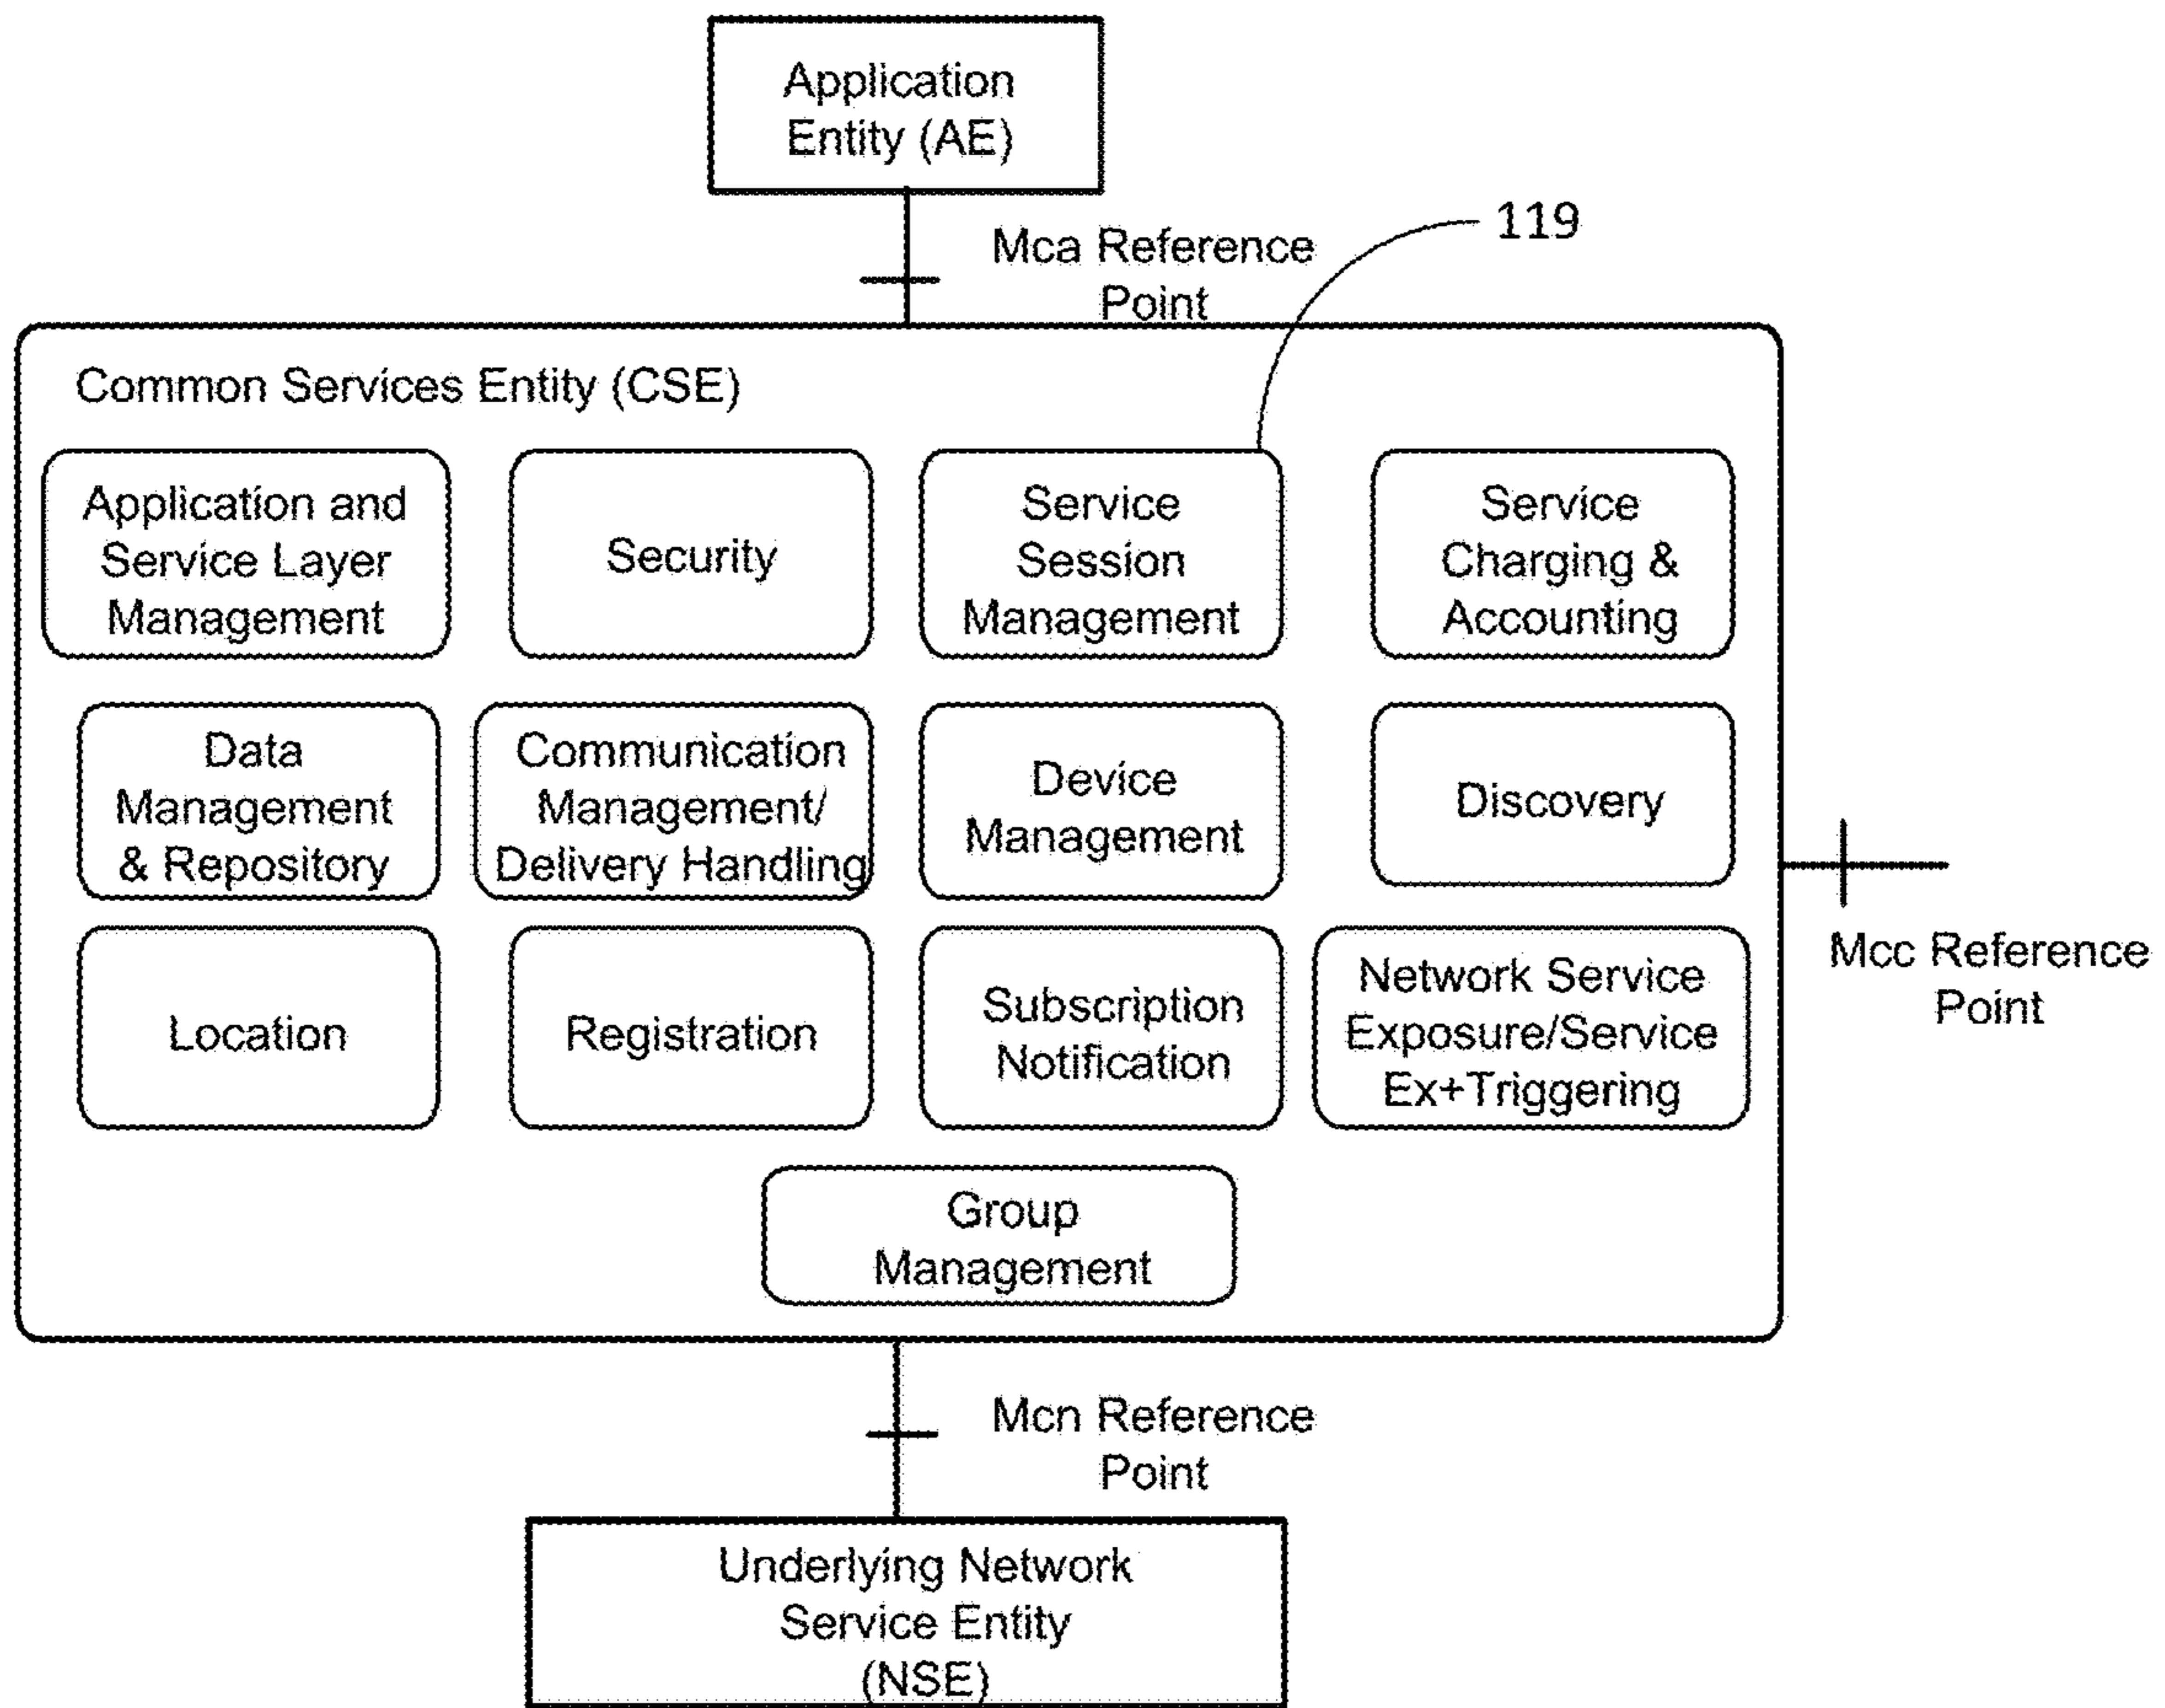 Application
Entity (AE)
Mca Reference
Point
119
Common Services Entity (CSE)
Application and
Service Layer
Management
Security
Service
Session
Management
Service
Charging &
Accounting
Data
Management
& Repository
Communication
Management/
Delivery Handling
Device
Management
Discovery
Mcc Reference
Point
Location
Registration
Subscription
Notification
Network Service
Exposure/Service
Ex+Triggering
Group
Management
Mcn Reference
Point
Underlying Network
Service Entity
(NSE)